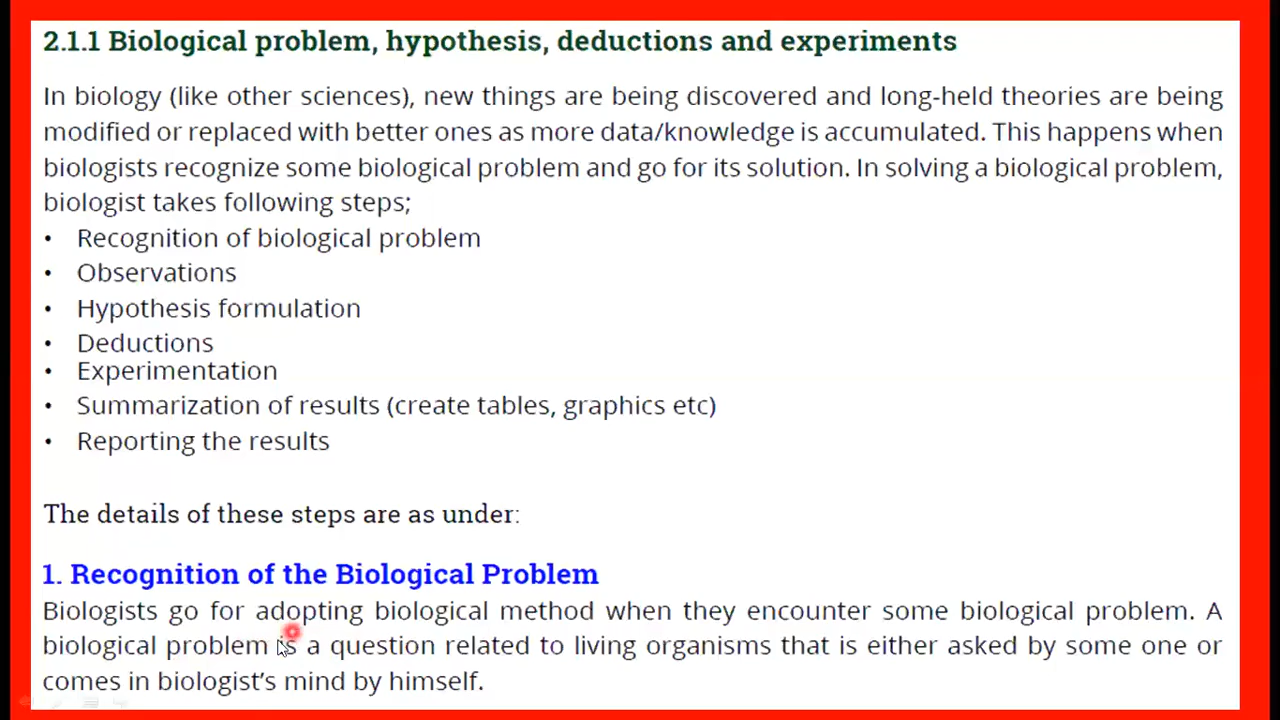 2.1.1 Biological problem, hypothesis, deductions and experiments
In biology (like other sciences), new things are being discovered and long-held theories are being
modified or replaced with better ones as more data/knowledge is accumulated. This happens when
biologists recognize some biological problem and go for its solution. In solving a biological problem,
biologist takes following steps;
• Recognition of biological problem
• Observations
• Hypothesis formulation
• Deductions
• Experimentation
• Summarization of results (create tables, graphics etc)
• Reporting the results
The details of these steps are as under:
1. Recognition of the Biological Problem
Biologists go for adopting biological method when they encounter some biological problem. A
biological problem is a question related to living organisms that is either asked by some one or
comes in biologist's mind by himself.